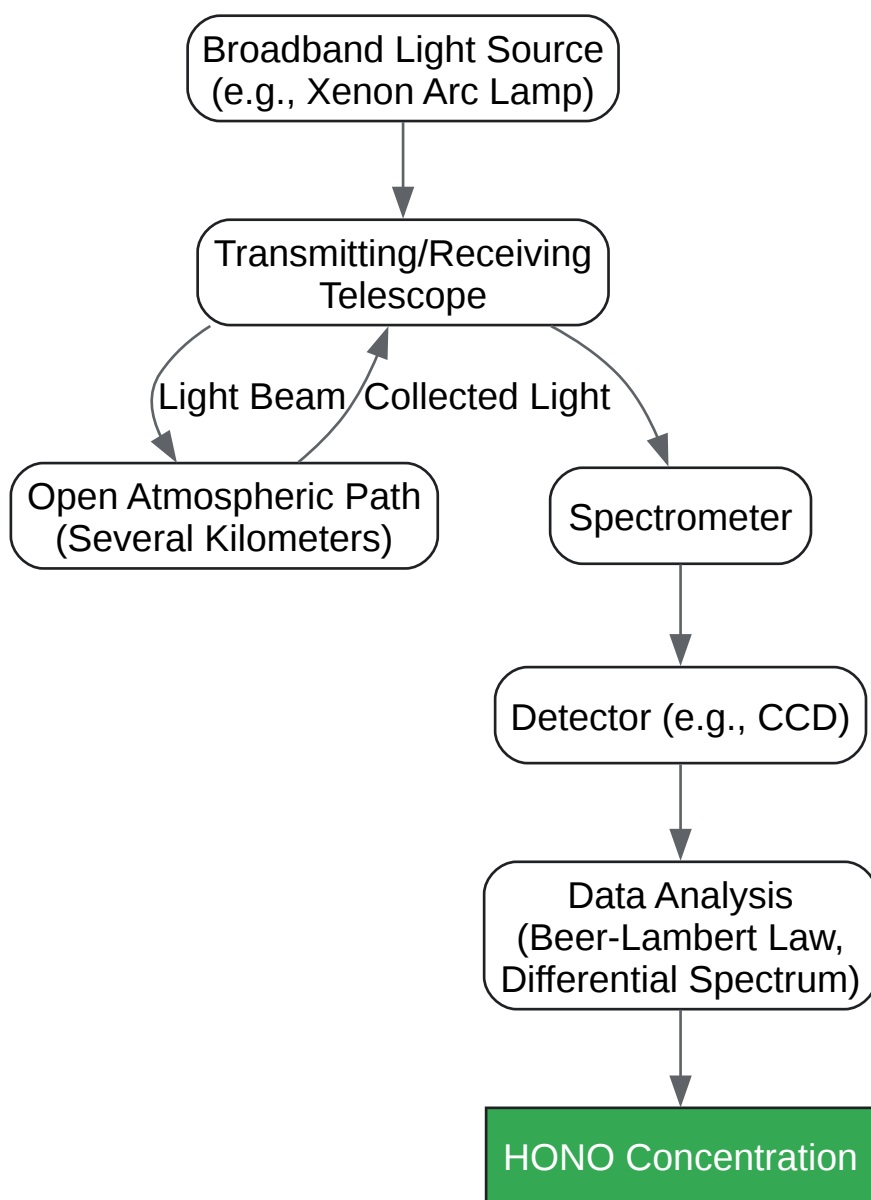 Broadband Light Source
(e.g., Xenon Arc Lamp)
Transmitting/Receiving
Telescope
Light Beam
Collected Light
Open Atmospheric Path
(Several Kilometers)
Spectrometer
Detector (e.g., CCD)
Data Analysis
(Beer-Lambert Law,
Differential Spectrum)
HONO Concentration